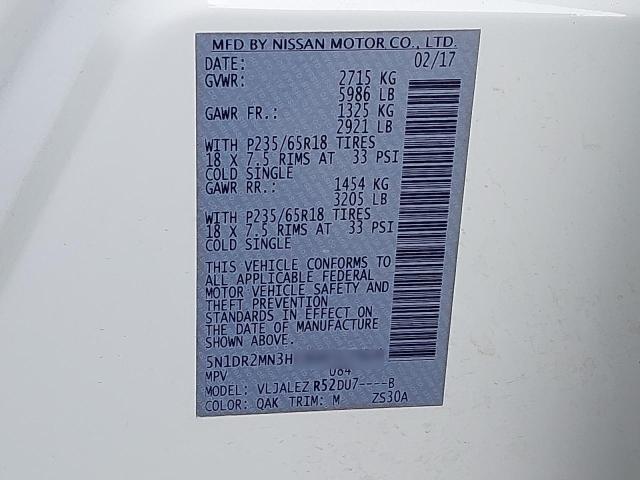 MFD BY NISSAN MOTOR CO., LTD.
DATE: 02/17
GVWR: 2715 KG
5986 LB
GAWR FR.: 1325 KG
2921 LB
WITH P235/65R18 TIRES
18 X 7.5 RIMS AT 33 PSI
COLD SINGLE
GAWR RR.: 1454 KG
3205 LB
WITH P235/65R18 TIRES
18 X 7.5 RIMS AT 33 PSI
COLD SINGLE
THIS VEHICLE CONFORMS TO
ALL APPLICABLE FEDERAL
MOTOR VEHICLE SAFETY AND
THEFT PREVENTION
STANDARDS IN EFFECT ON
THE DATE OF MANUFACTURE
SHOWN ABOVE.
5N1DR2MN3H
MPV 084
MODEL: VLJALEZ R52DU7----B
COLOR: QAK TRIM: M ZS30A